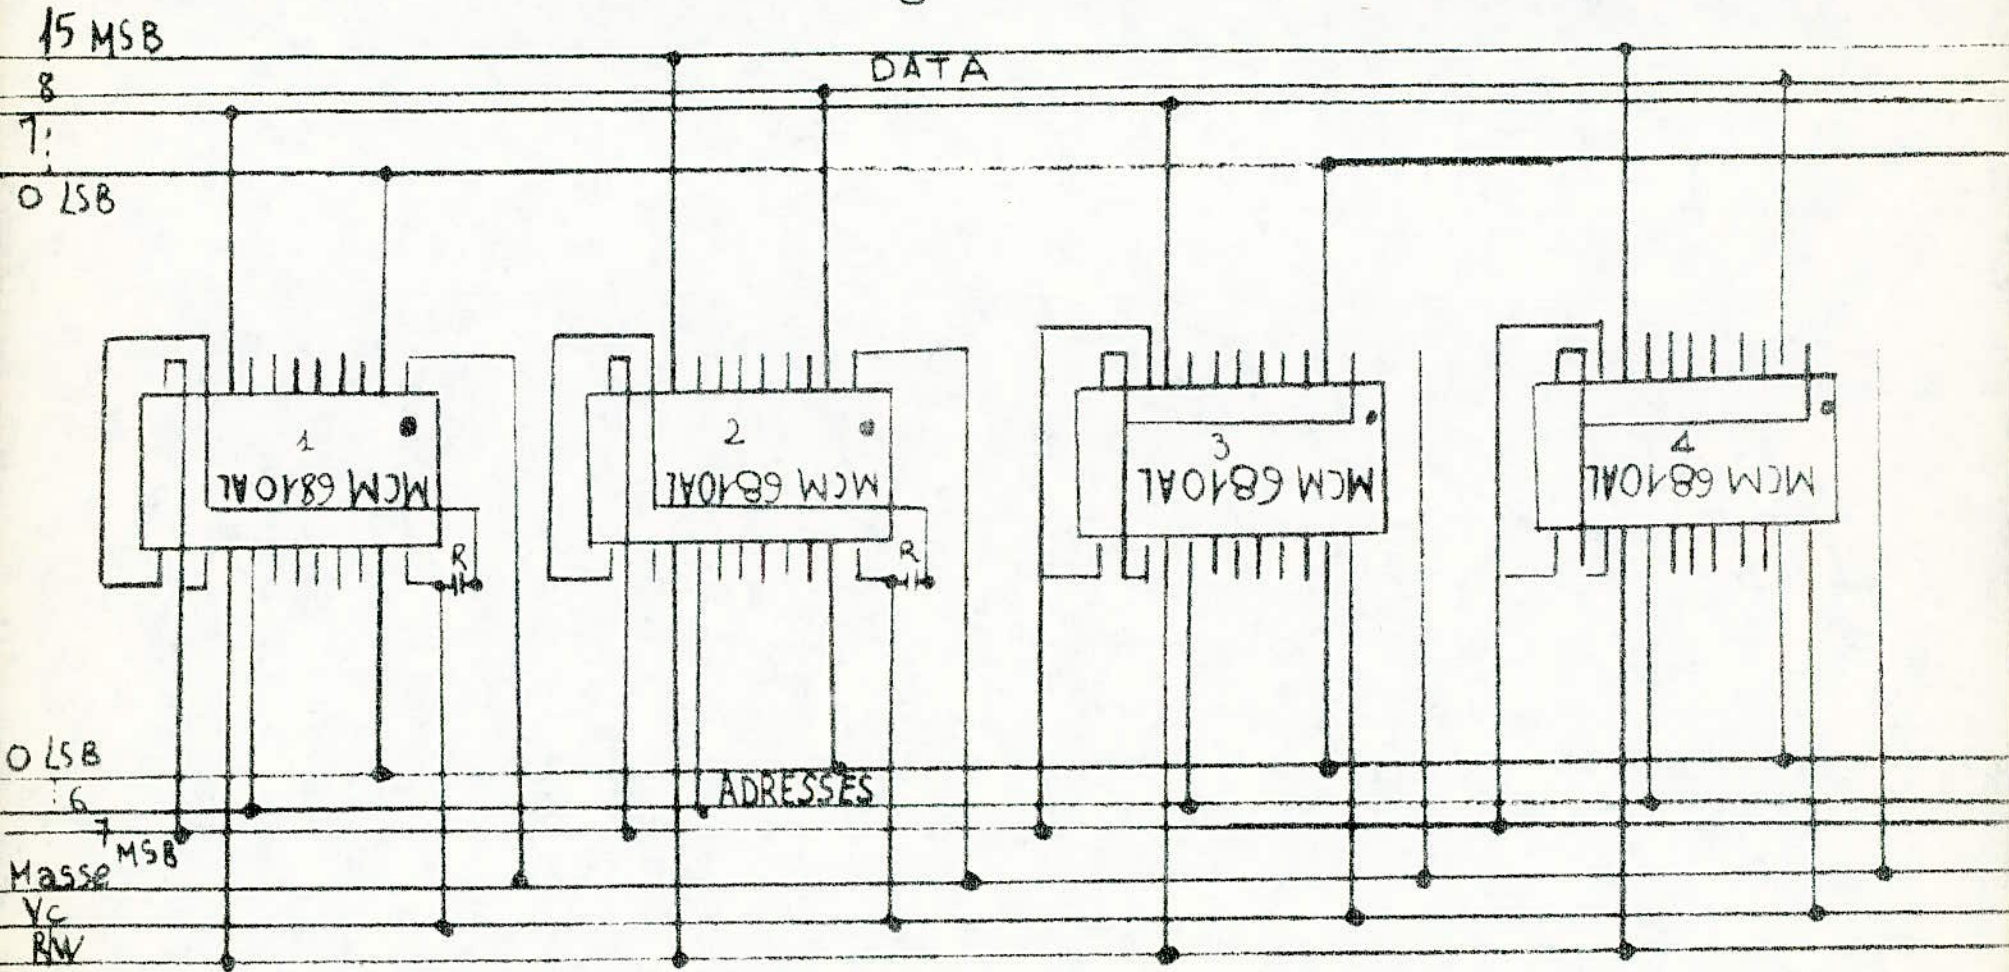 15 MSB
DATA
8
7
0 LSB
1
MCM 6810AL
R
2
MCM 6810AL
R
3
MCM 6810AL
4
MCM 6810AL
0 LSB
6
ADRESSES
7 MSB
Masse
Vc
R/W